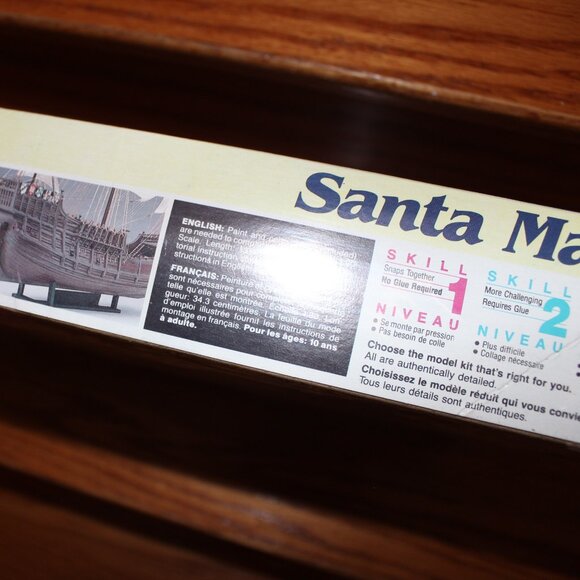 Santa Ma
ENGLISH: Paint and
are needed to
Scale. Length:
torial instruction
structions in
FRANÇAIS: Peinture et
sont nécessaires pour
telle qu'elle est montrée.
gueur: 34,3 centimètres. La feuille du mode
d'emploi illustrée fournit les instructions de
montage en français. Pour les âges: 10 ans
à adulte.
SKILL
Snaps Together
No Glue Required
1
NIVEAU
• Se monte par pression
• Pas besoin de colle
SKILL
More Challenging
Requires Glue
2
NIVEAU
• Plus difficile
• Collage nécessaire
Choose the model kit that's right for you.
All are authentically detailed.
Choisissez le modèle réduit qui vous convie
Tous leurs détails sont authentiques.